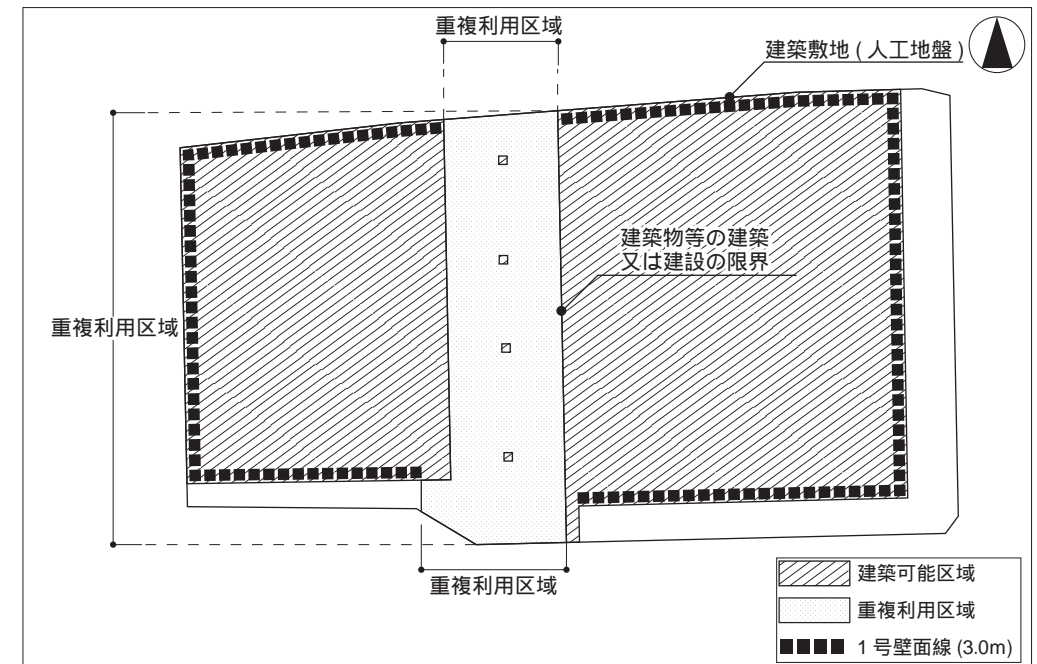 重複利用区域
建築敷地 ( 人工地盤 )
建築物等の建築
又は建設の限界
重複利用区域
重複利用区域
建築可能区域
重複利用区域
1 号壁面線 (3.0m)